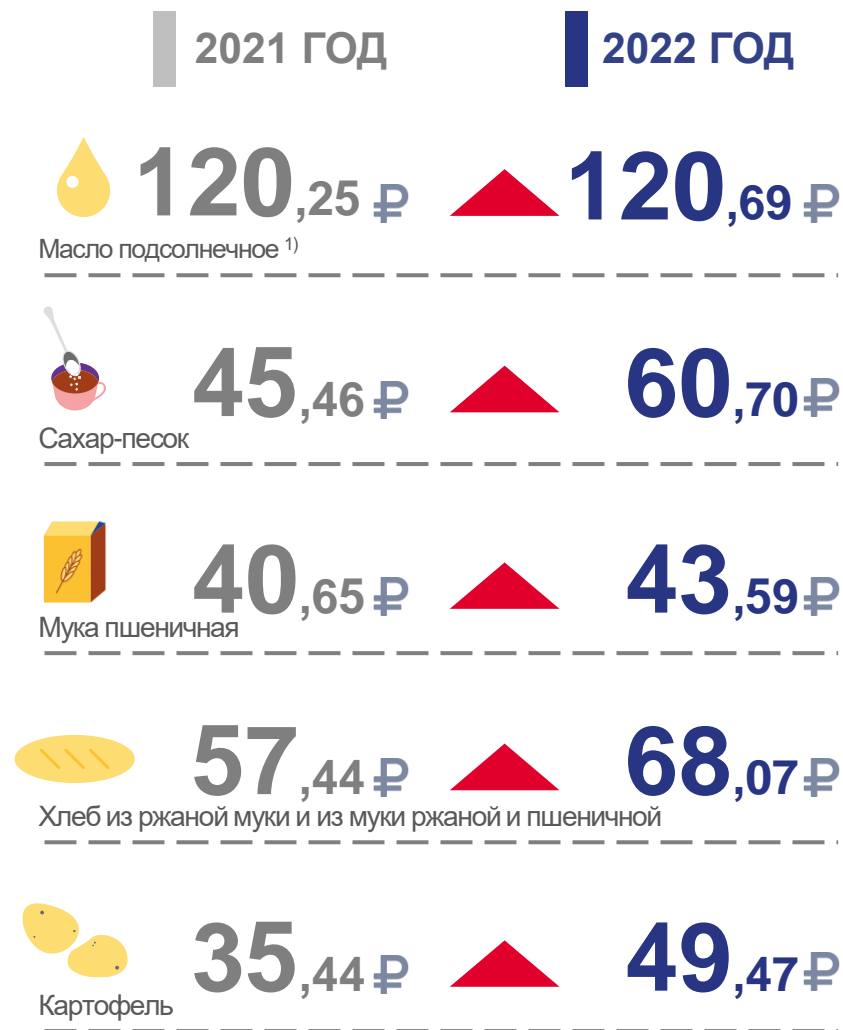 2021 ГОД 2022 ГОД
120,25 ₽ 120,69 ₽
Масло подсолнечное 1)
45,46 ₽ 60,70 ₽
Сахар-песок
40,65 ₽ 43,59 ₽
Мука пшеничная
57,44 ₽ 68,07 ₽
Хлеб из ржаной муки и из муки ржаной и пшеничной
35,44 ₽ 49,47 ₽
Картофель